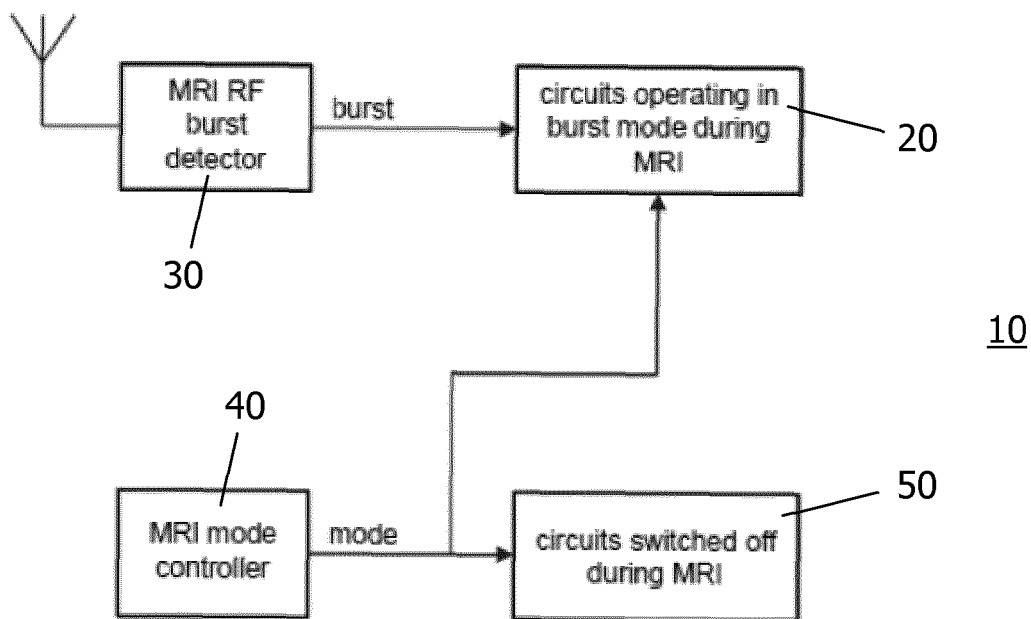 MRI RF
burst
detector
burst
circuits operating in
burst mode during
MRI
20
30
10
40
MRI mode
controller
mode
circuits switched off
during MRI
50